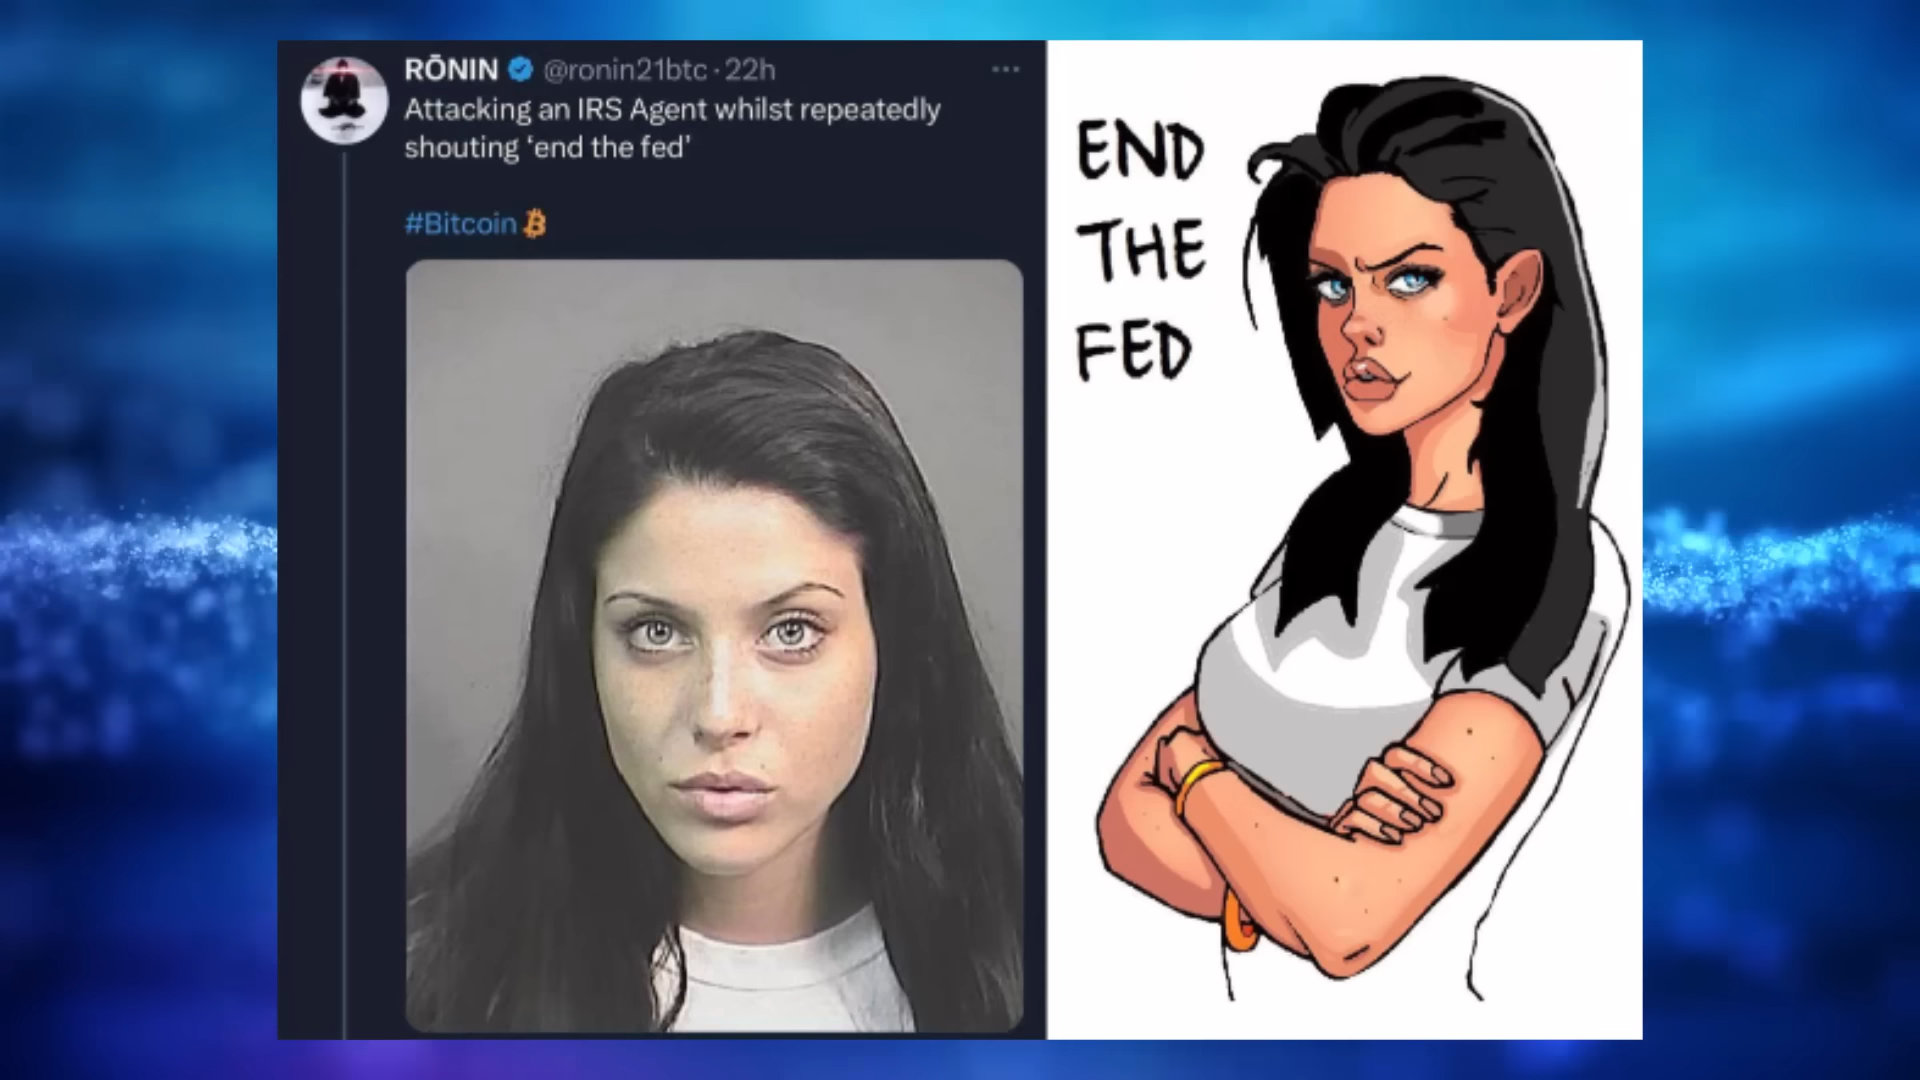 RŌNIN @ronin21btc · 22h
Attacking an IRS Agent whilst repeatedly
shouting ‘end the fed’
#Bitcoin
END
THE
FED